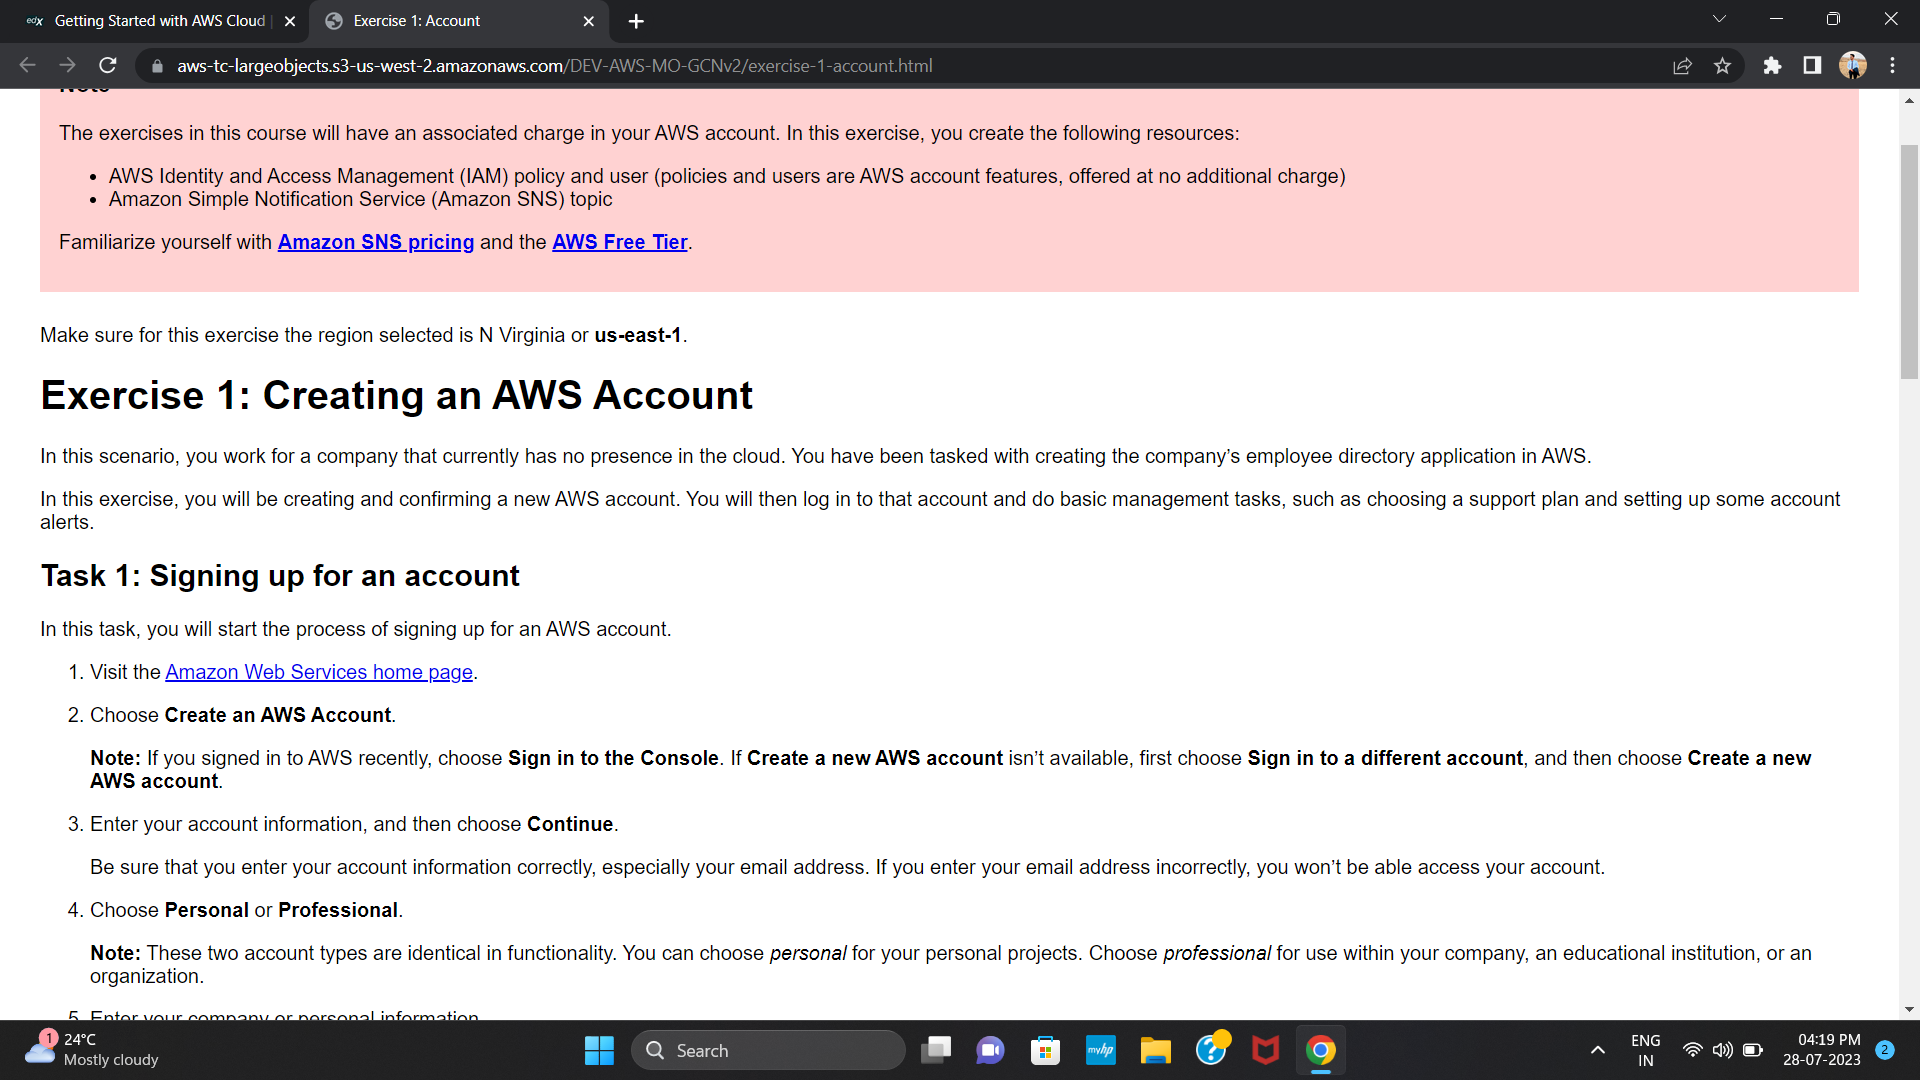 edX Getting Started with AWS Cloud
Exercise 1: Account
aws-tc-largeobjects.s3-us-west-2.amazonaws.com/DEV-AWS-MO-GCNv2/exercise-1-account.html
Note
The exercises in this course will have an associated charge in your AWS account. In this exercise, you create the following resources:
• AWS Identity and Access Management (IAM) policy and user (policies and users are AWS account features, offered at no additional charge)
• Amazon Simple Notification Service (Amazon SNS) topic
Familiarize yourself with Amazon SNS pricing and the AWS Free Tier.
Make sure for this exercise the region selected is N Virginia or us-east-1.
Exercise 1: Creating an AWS Account
In this scenario, you work for a company that currently has no presence in the cloud. You have been tasked with creating the company’s employee directory application in AWS.
In this exercise, you will be creating and confirming a new AWS account. You will then log in to that account and do basic management tasks, such as choosing a support plan and setting up some account
alerts.
Task 1: Signing up for an account
In this task, you will start the process of signing up for an AWS account.
1. Visit the Amazon Web Services home page.
2. Choose Create an AWS Account.
Note: If you signed in to AWS recently, choose Sign in to the Console. If Create a new AWS account isn’t available, first choose Sign in to a different account, and then choose Create a new
AWS account.
3. Enter your account information, and then choose Continue.
Be sure that you enter your account information correctly, especially your email address. If you enter your email address incorrectly, you won’t be able access your account.
4. Choose Personal or Professional.
Note: These two account types are identical in functionality. You can choose personal for your personal projects. Choose professional for use within your company, an educational institution, or an
organization.
5. Enter your company or personal information
1
24°C
Mostly cloudy
Search
myhp
ENG
IN
04:19 PM
28-07-2023
2